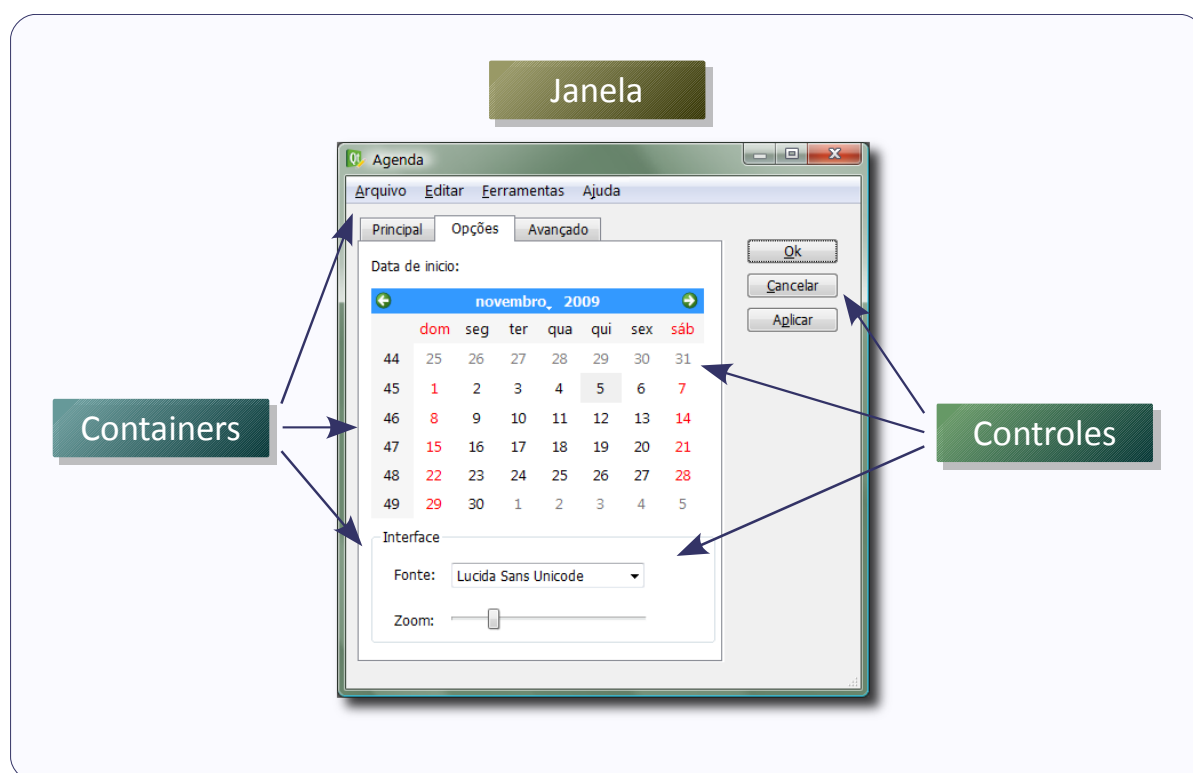 Janela
Agenda
Arquivo Editar Ferramentas Ajuda
Principal Opções Avançado
Data de inicio:
novembro, 2009
dom seg ter qua qui sex sáb
44 25 26 27 28 29 30 31
45 1 2 3 4 5 6 7
46 8 9 10 11 12 13 14
47 15 16 17 18 19 20 21
48 22 23 24 25 26 27 28
49 29 30 1 2 3 4 5
Interface
Fonte: Lucida Sans Unicode
Zoom:
Ok
Cancelar
Aplicar
Containers
Controles